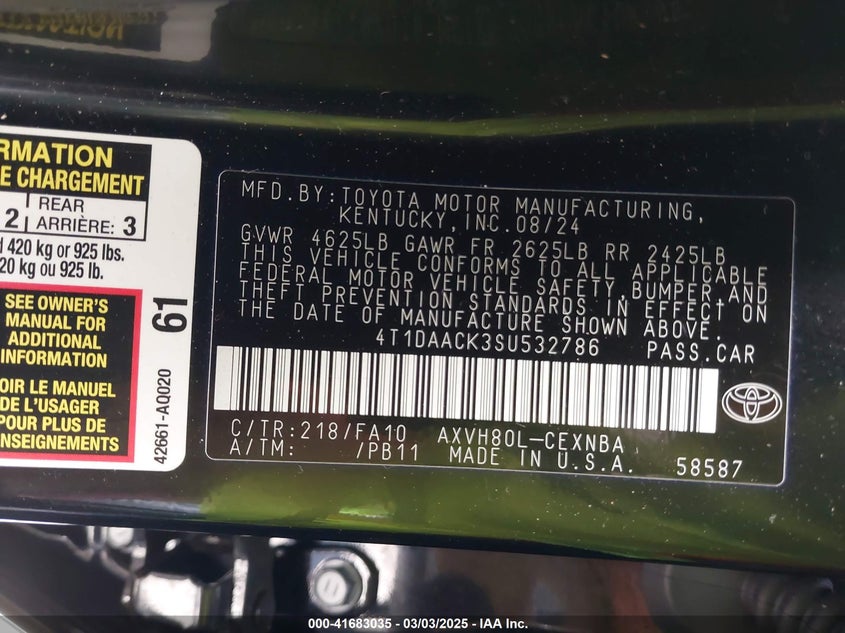 RMATION
E CHARGEMENT
2 REAR
ARRIÈRE: 3
420 kg or 925 lbs.
20 kg ou 925 lb.
SEE OWNER'S
MANUAL FOR
ADDITIONAL
INFORMATION
OIR LE MANUEL
DE L'USAGER
POUR PLUS DE
NSEIGNEMENTS
61
42661-AQ020
MFD.BY:TOYOTA MOTOR MANUFACTURING,
KENTUCKY,INC.08/24
GVWR 4625LB GAWR FR 2625LB RR 2425LB
THIS VEHICLE CONFORMS TO ALL APPLICABLE
FEDERAL MOTOR VEHICLE SAFETY,BUMPER,AND
THEFT PREVENTION STANDARDS IN EFFECT ON
THE DATE OF MANUFACTURE SHOWN ABOVE.
4T1DAACK3SU532786 PASS.CAR
C/TR:218/FA10 AXVH80L-CEXNBA
A/TM: /PB11 MADE IN U.S.A. 58587
000-41683035 - 03/03/2025 - IAA Inc.